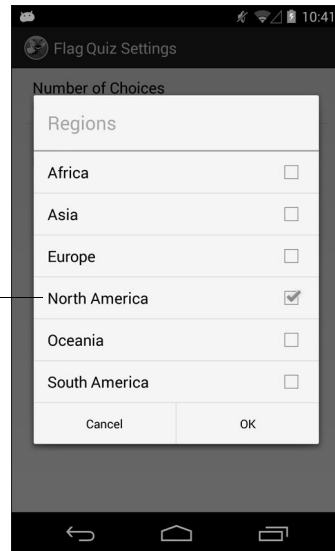 10:41
Flag Quiz Settings
Number of Choices
Regions
Africa
Asia
Europe
North America
Oceania
South America
Cancel OK